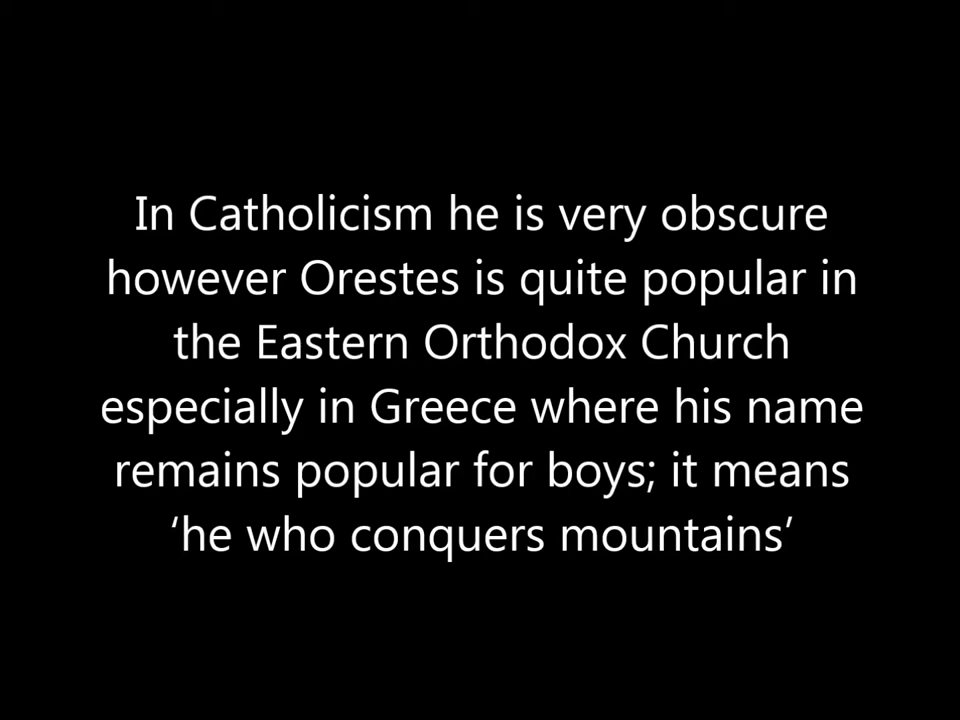 In Catholicism he is very obscure
however Orestes is quite popular in
the Eastern Orthodox Church
especially in Greece where his name
remains popular for boys; it means
‘he who conquers mountains’